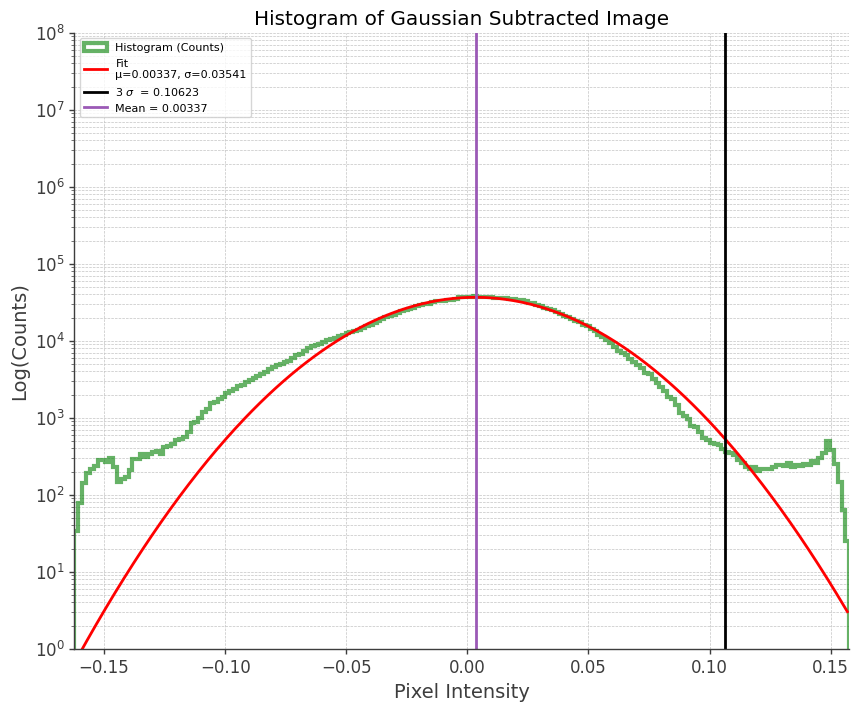 Histogram of Gaussian Subtracted Image
Histogram (Counts)
Fit
μ=0.00337, σ=0.03541
3 σ = 0.10623
Mean = 0.00337
10⁸
10⁷
10⁶
10⁵
10⁴
10³
10²
10¹
10⁰
Log(Counts)
−0.15 −0.10 −0.05 0.00 0.05 0.10 0.15
Pixel Intensity